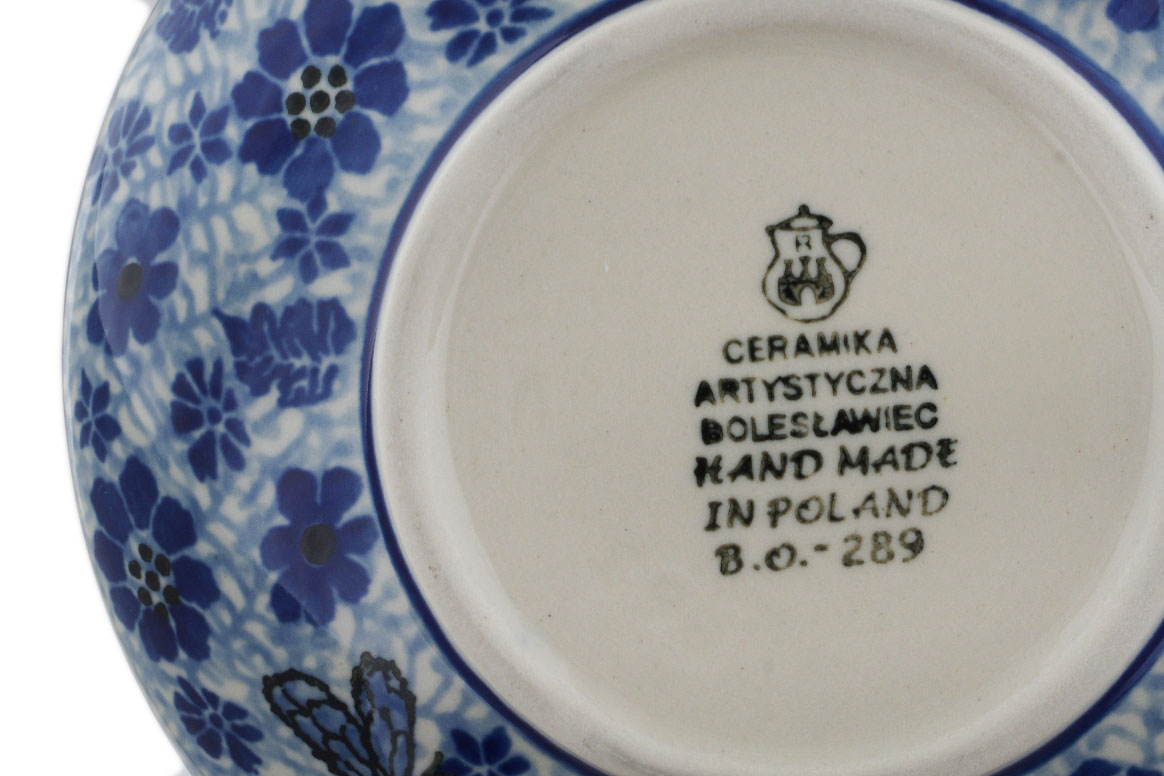 R
CERAMIKA
ARTYSTYCZNA
BOLESŁAWIEC
HAND MADE
IN POLAND
B.O.-289